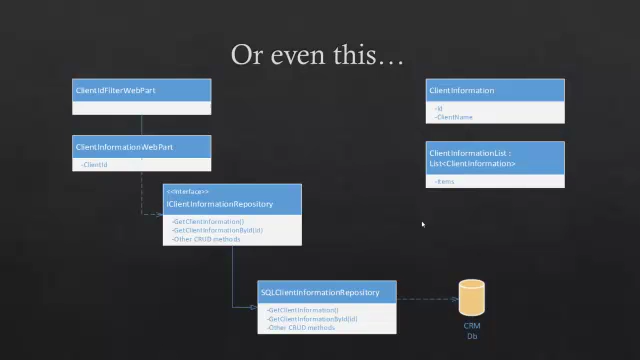 Or even this...
ClientIdFilterWebPart
ClientInformationWebPart
-ClientId
<<Interface>>
IClientInformationRepository
-GetClientInformation()
-GetClientInformationById(id)
-Other CRUD methods
SQLClientInformationRepository
-GetClientInformation()
-GetClientInformationById(id)
-Other CRUD methods
CRM
Db
ClientInformation
-Id
-ClientName
ClientInformationList :
List<ClientInformation>
-Items